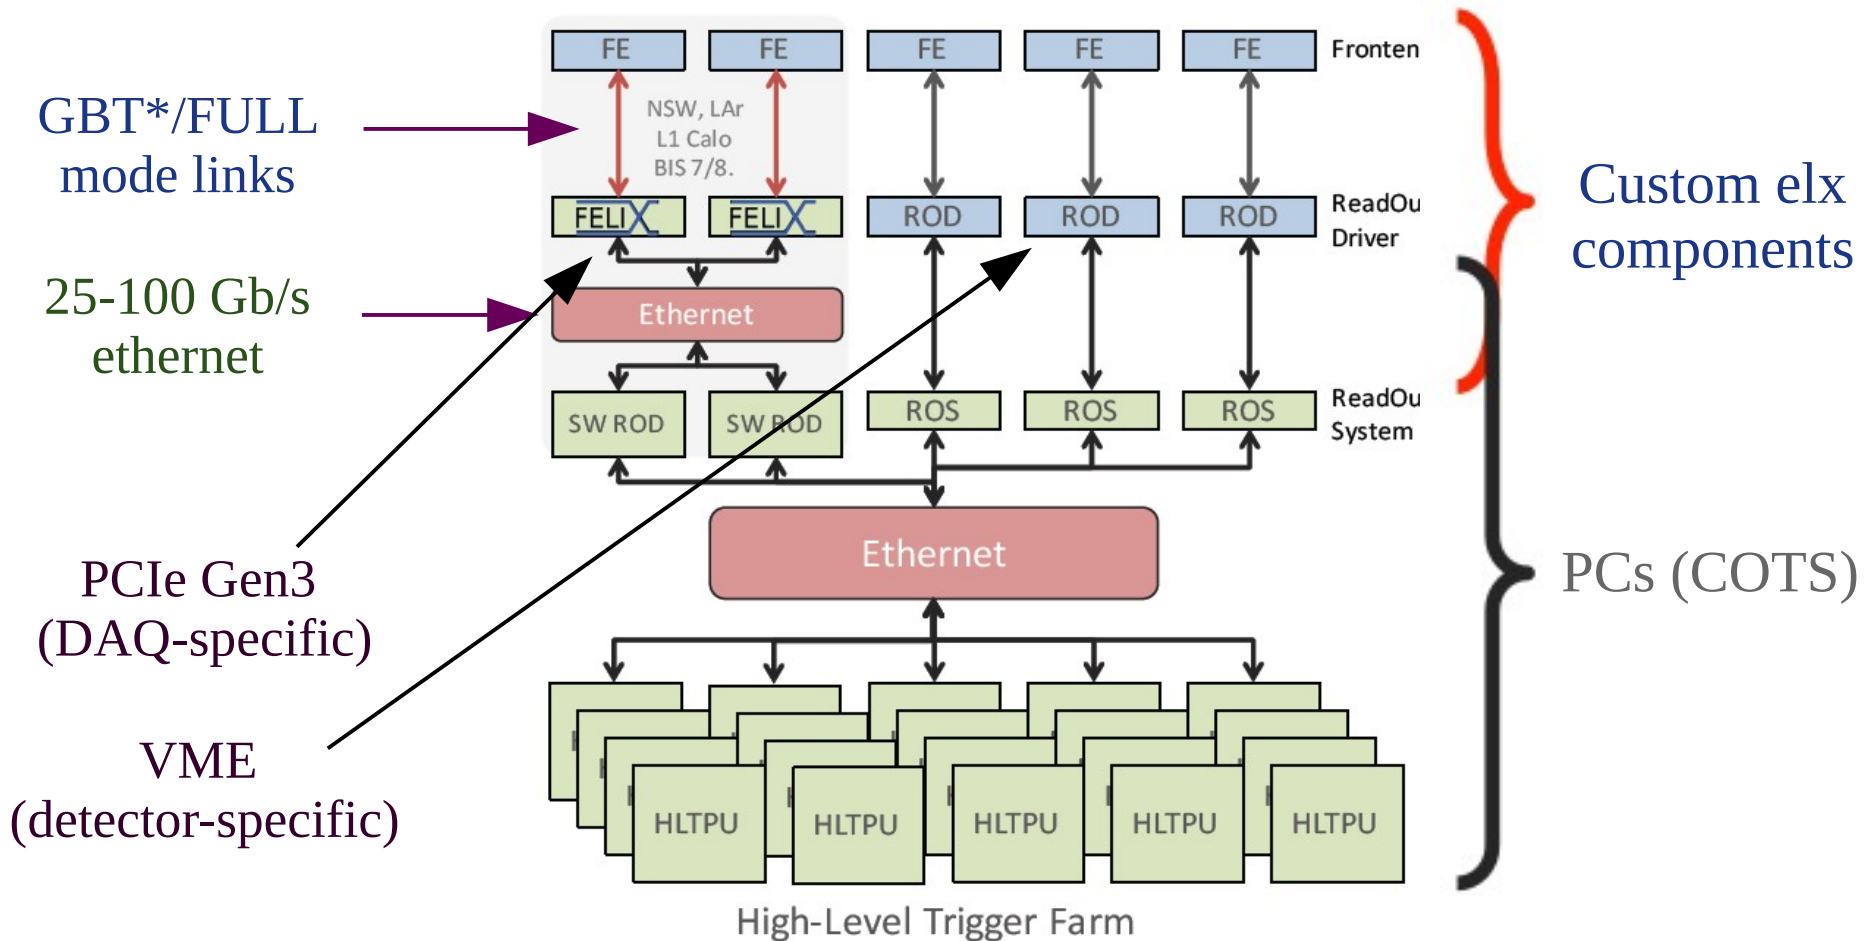 FE FE FE FE FE Fronten
GBT*/FULL
mode links
NSW, LAr
L1 Calo
BIS 7/8.
Custom elx
components
FELIX FELIX ROD ROD ROD ReadOu
Driver
25-100 Gb/s
ethernet
Ethernet
SW ROD SW ROD ROS ROS ROS ReadOu
System
Ethernet
PCIe Gen3
(DAQ-specific)
PCs (COTS)
VME
(detector-specific)
HLTPU HLTPU HLTPU HLTPU HLTPU
High-Level Trigger Farm